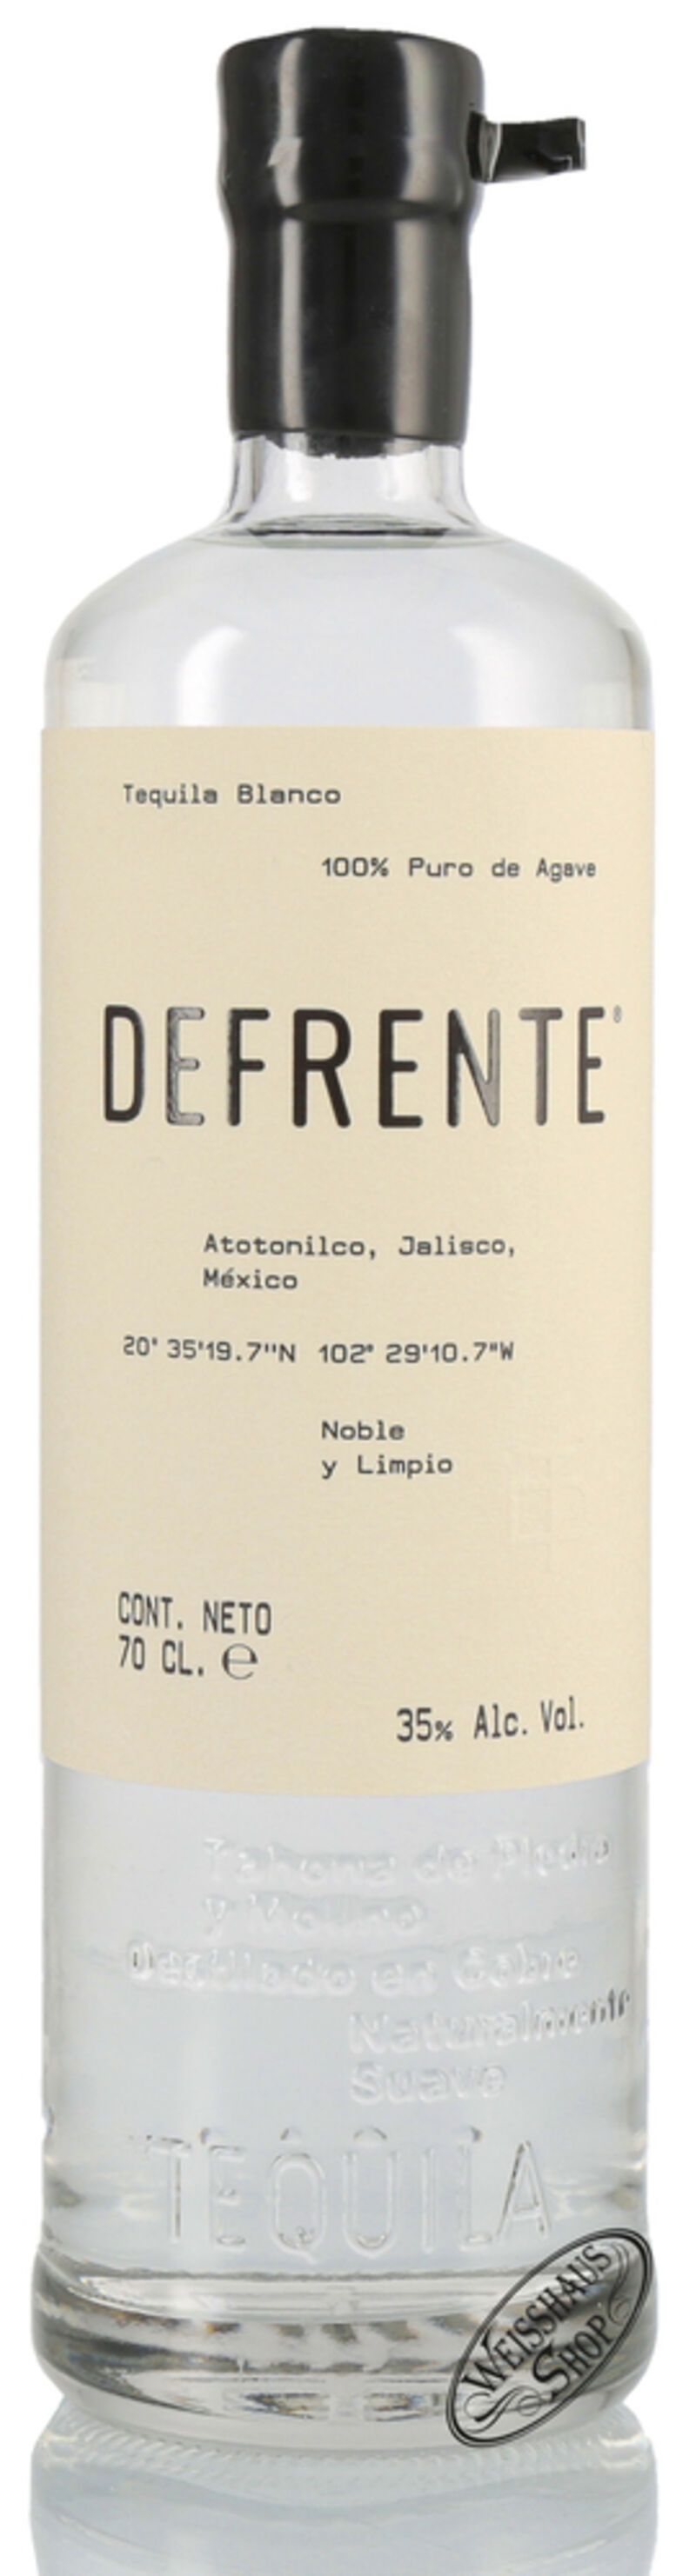 Tequila Blanco
100% Puro de Agave
DEFRENTE®
Atotonilco, Jalisco,
México
20° 35'19.7''N 102° 29'10.7"W
Noble
y Limpio
CONT. NETO
70 CL. ℮
35% Alc. Vol.
Tahona de Piedra
y Molino
Destilado en Cobre
Naturalmente
Suave
TEQUILA
WEISSHAUS
SHOP